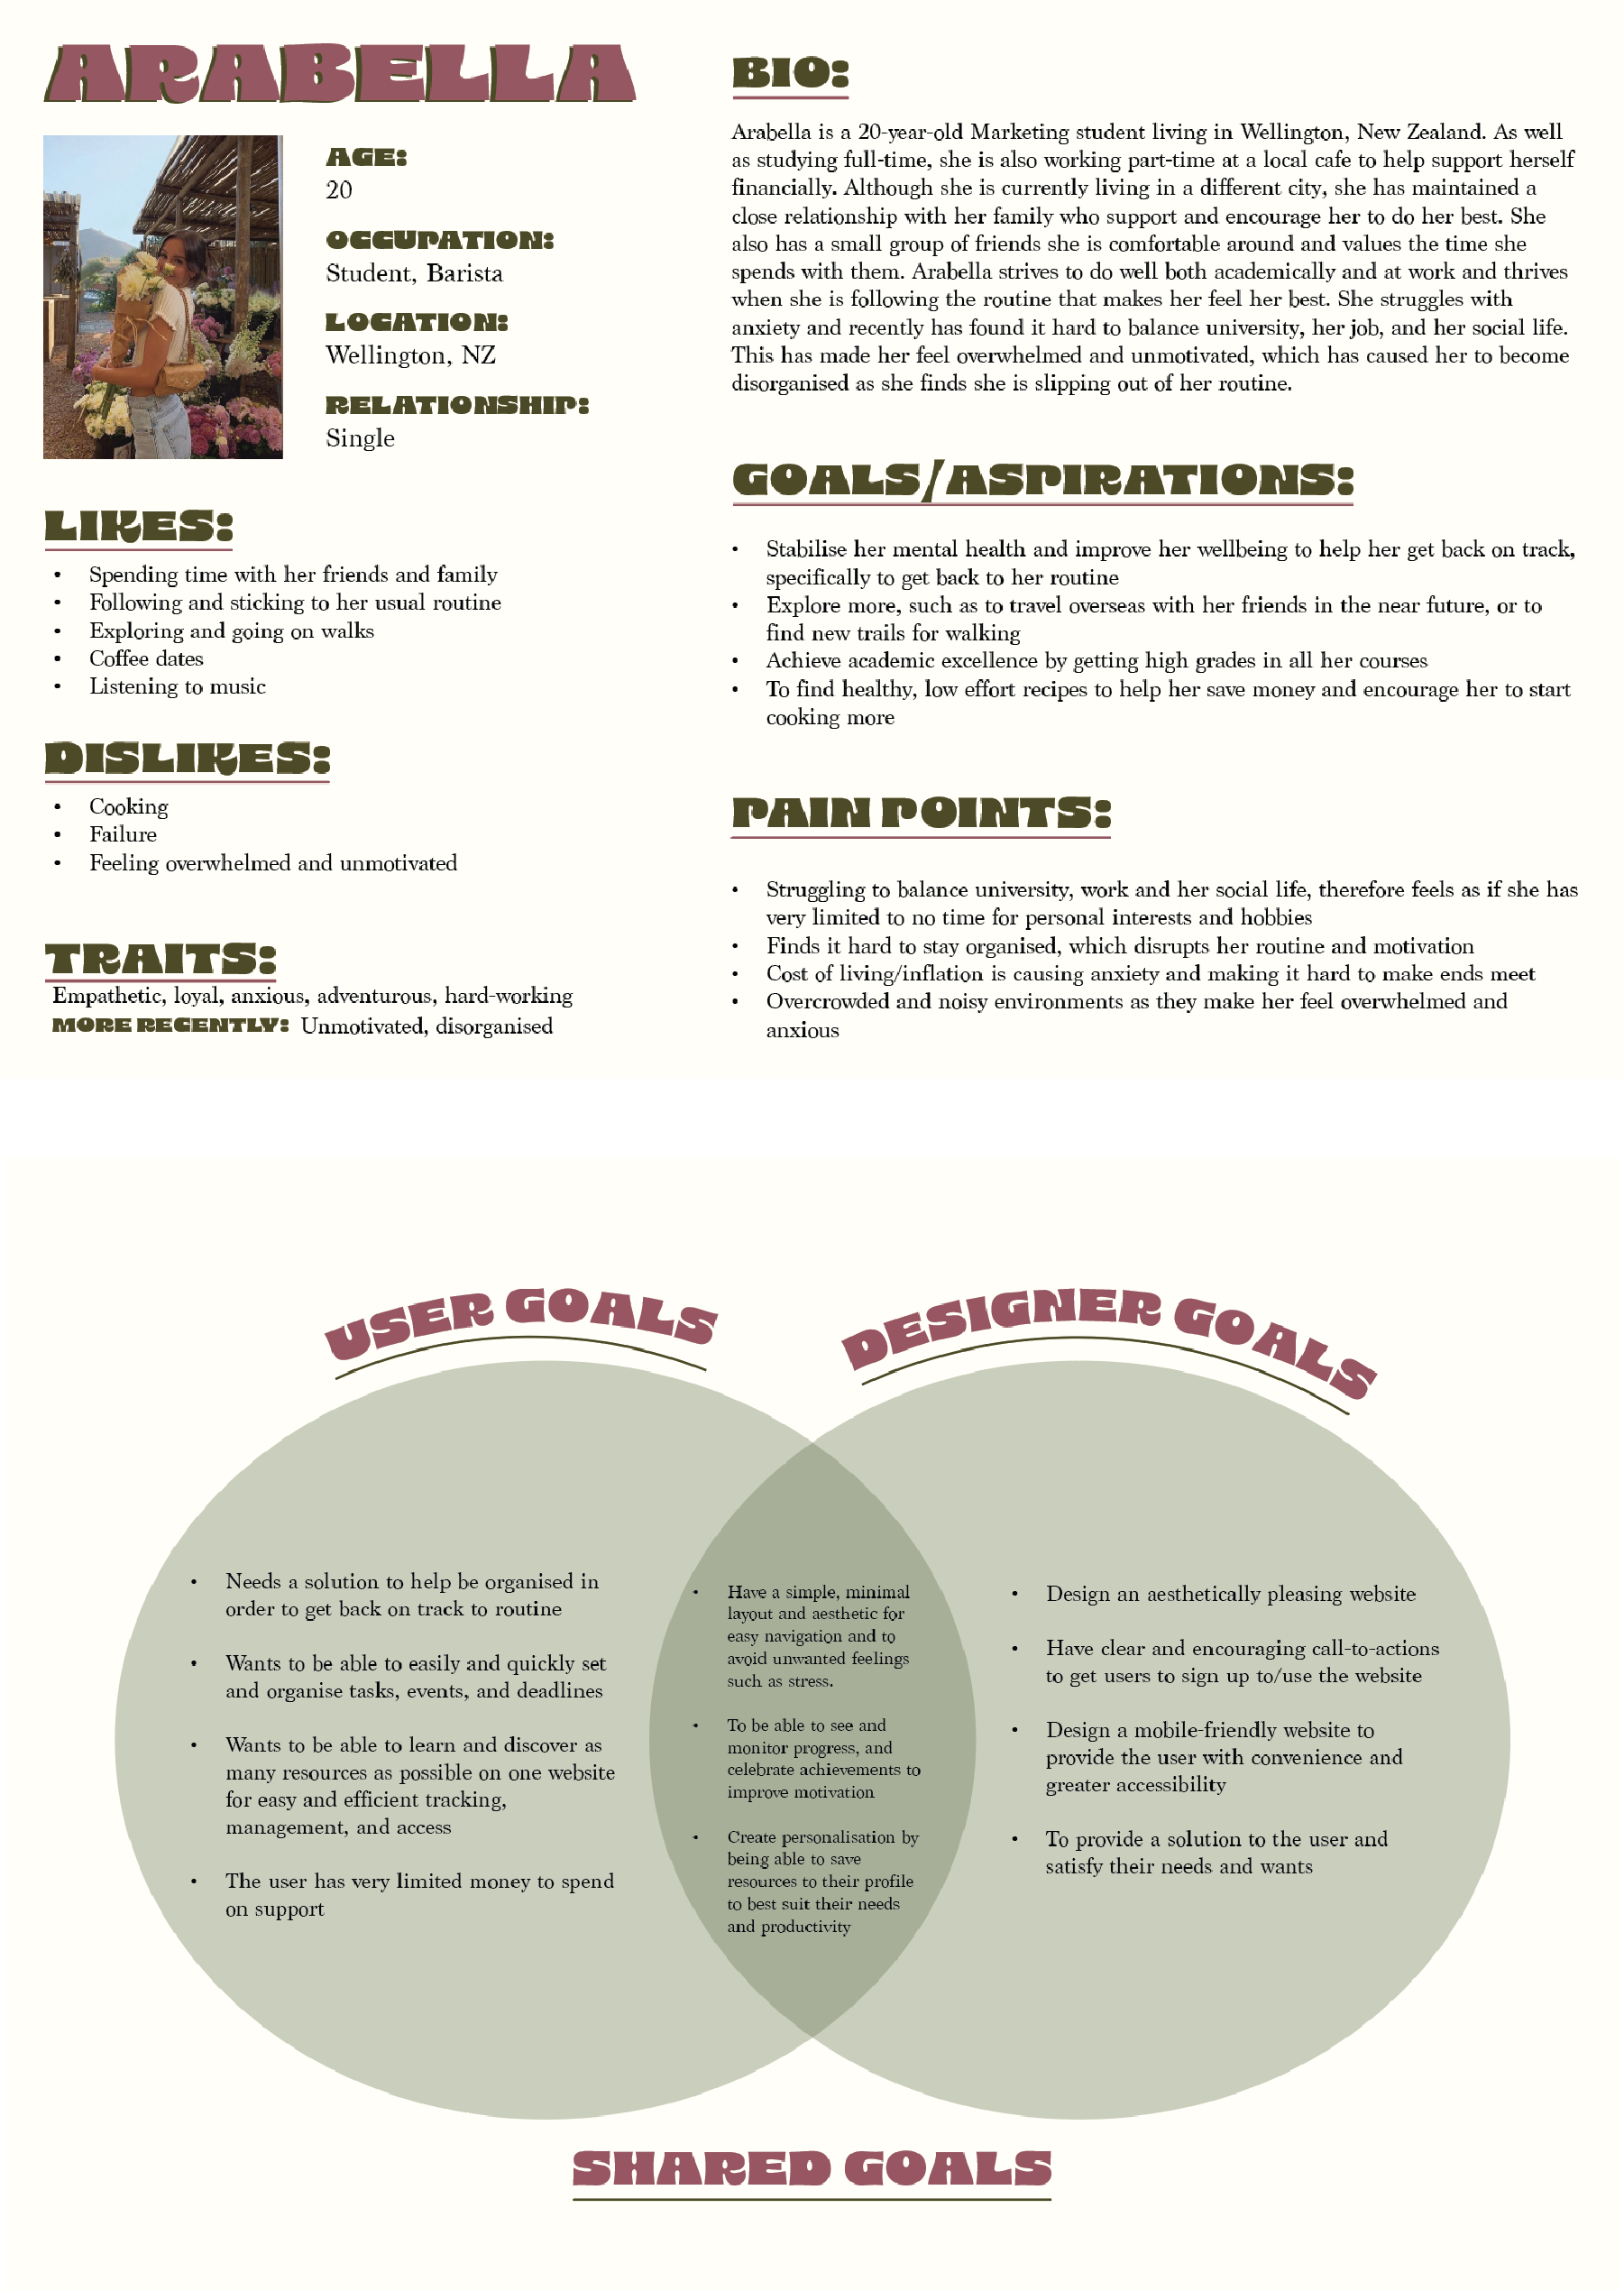 ARABELLA
AGE:
20
OCCUPATION:
Student, Barista
LOCATION:
Wellington, NZ
RELATIONSHIP:
Single
LIKES:
• Spending time with her friends and family
• Following and sticking to her usual routine
• Exploring and going on walks
• Coffee dates
• Listening to music
DISLIKES:
• Cooking
• Failure
• Feeling overwhelmed and unmotivated
TRAITS:
Empathetic, loyal, anxious, adventurous, hard-working
MORE RECENTLY: Unmotivated, disorganised
BIO:
Arabella is a 20-year-old Marketing student living in Wellington, New Zealand. As well
as studying full-time, she is also working part-time at a local cafe to help support herself
financially. Although she is currently living in a different city, she has maintained a
close relationship with her family who support and encourage her to do her best. She
also has a small group of friends she is comfortable around and values the time she
spends with them. Arabella strives to do well both academically and at work and thrives
when she is following the routine that makes her feel her best. She struggles with
anxiety and recently has found it hard to balance university, her job, and her social life.
This has made her feel overwhelmed and unmotivated, which has caused her to become
disorganised as she finds she is slipping out of her routine.
GOALS/ASPIRATIONS:
• Stabilise her mental health and improve her wellbeing to help her get back on track,
specifically to get back to her routine
• Explore more, such as to travel overseas with her friends in the near future, or to
find new trails for walking
• Achieve academic excellence by getting high grades in all her courses
• To find healthy, low effort recipes to help her save money and encourage her to start
cooking more
PAIN POINTS:
• Struggling to balance university, work and her social life, therefore feels as if she has
very limited to no time for personal interests and hobbies
• Finds it hard to stay organised, which disrupts her routine and motivation
• Cost of living/inflation is causing anxiety and making it hard to make ends meet
• Overcrowded and noisy environments as they make her feel overwhelmed and
anxious
USER GOALS
• Needs a solution to help be organised in
order to get back on track to routine
• Wants to be able to easily and quickly set
and organise tasks, events, and deadlines
• Wants to be able to learn and discover as
many resources as possible on one website
for easy and efficient tracking,
management, and access
• The user has very limited money to spend
on support
• Have a simple, minimal
layout and aesthetic for
easy navigation and to
avoid unwanted feelings
such as stress.
• To be able to see and
monitor progress, and
celebrate achievements to
improve motivation
• Create personalisation by
being able to save
resources to their profile
to best suit their needs
and productivity
DESIGNER GOALS
• Design an aesthetically pleasing website
• Have clear and encouraging call-to-actions
to get users to sign up to/use the website
• Design a mobile-friendly website to
provide the user with convenience and
greater accessibility
• To provide a solution to the user and
satisfy their needs and wants
SHARED GOALS